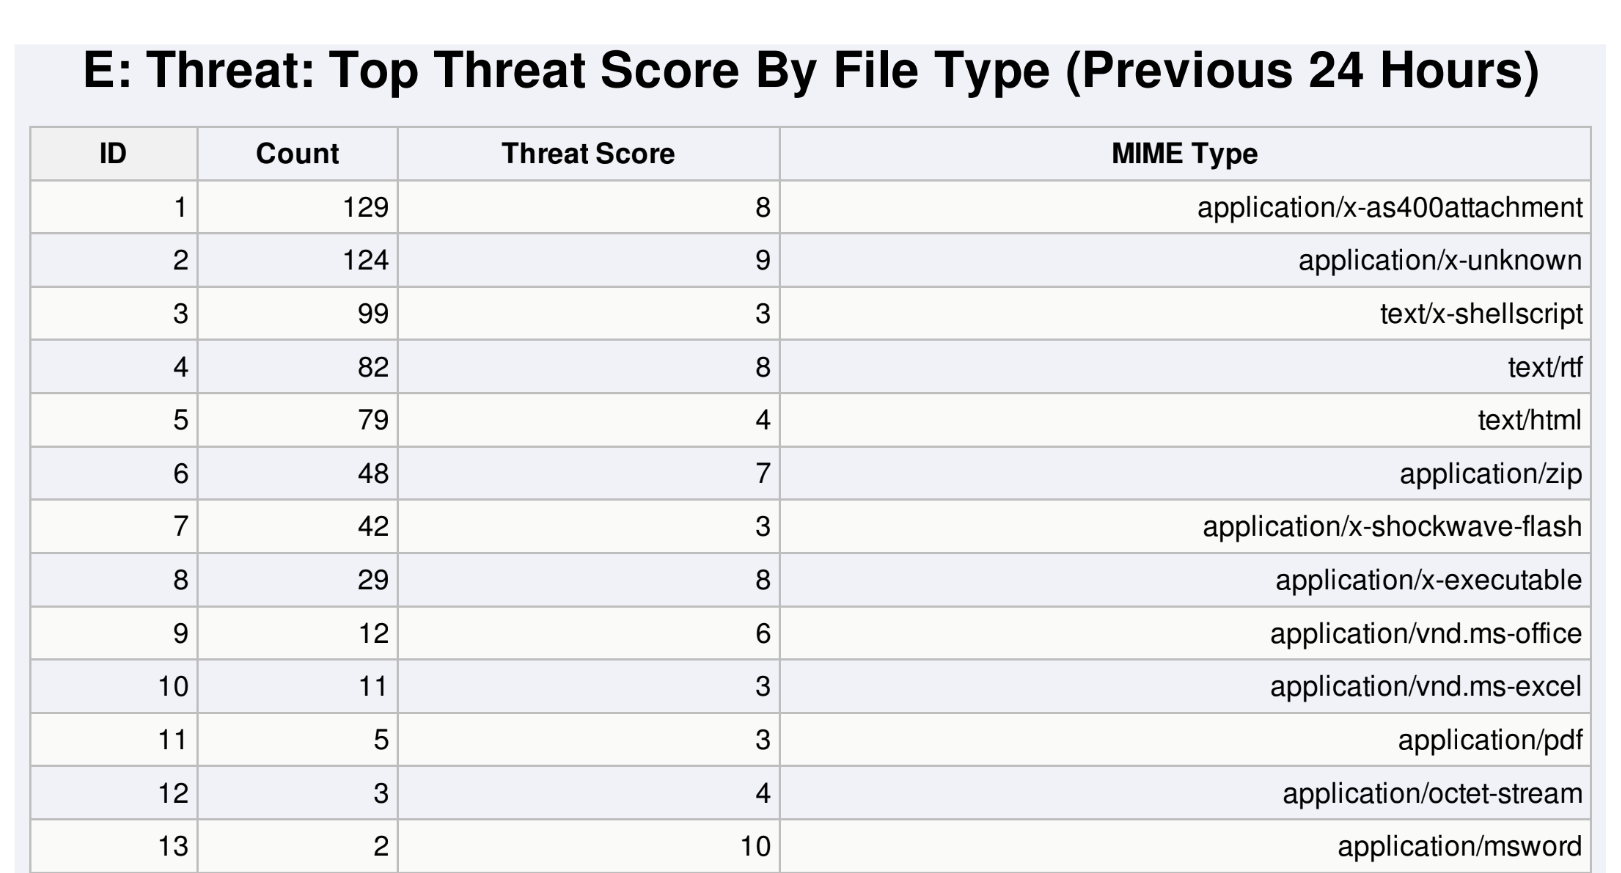 E: Threat: Top Threat Score By File Type (Previous 24 Hours)
ID Count Threat Score MIME Type
1 129 8 application/x-as400attachment
2 124 9 application/x-unknown
3 99 3 text/x-shellscript
4 82 8 text/rtf
5 79 4 text/html
6 48 7 application/zip
7 42 3 application/x-shockwave-flash
8 29 8 application/x-executable
9 12 6 application/vnd.ms-office
10 11 3 application/vnd.ms-excel
11 5 3 application/pdf
12 3 4 application/octet-stream
13 2 10 application/msword